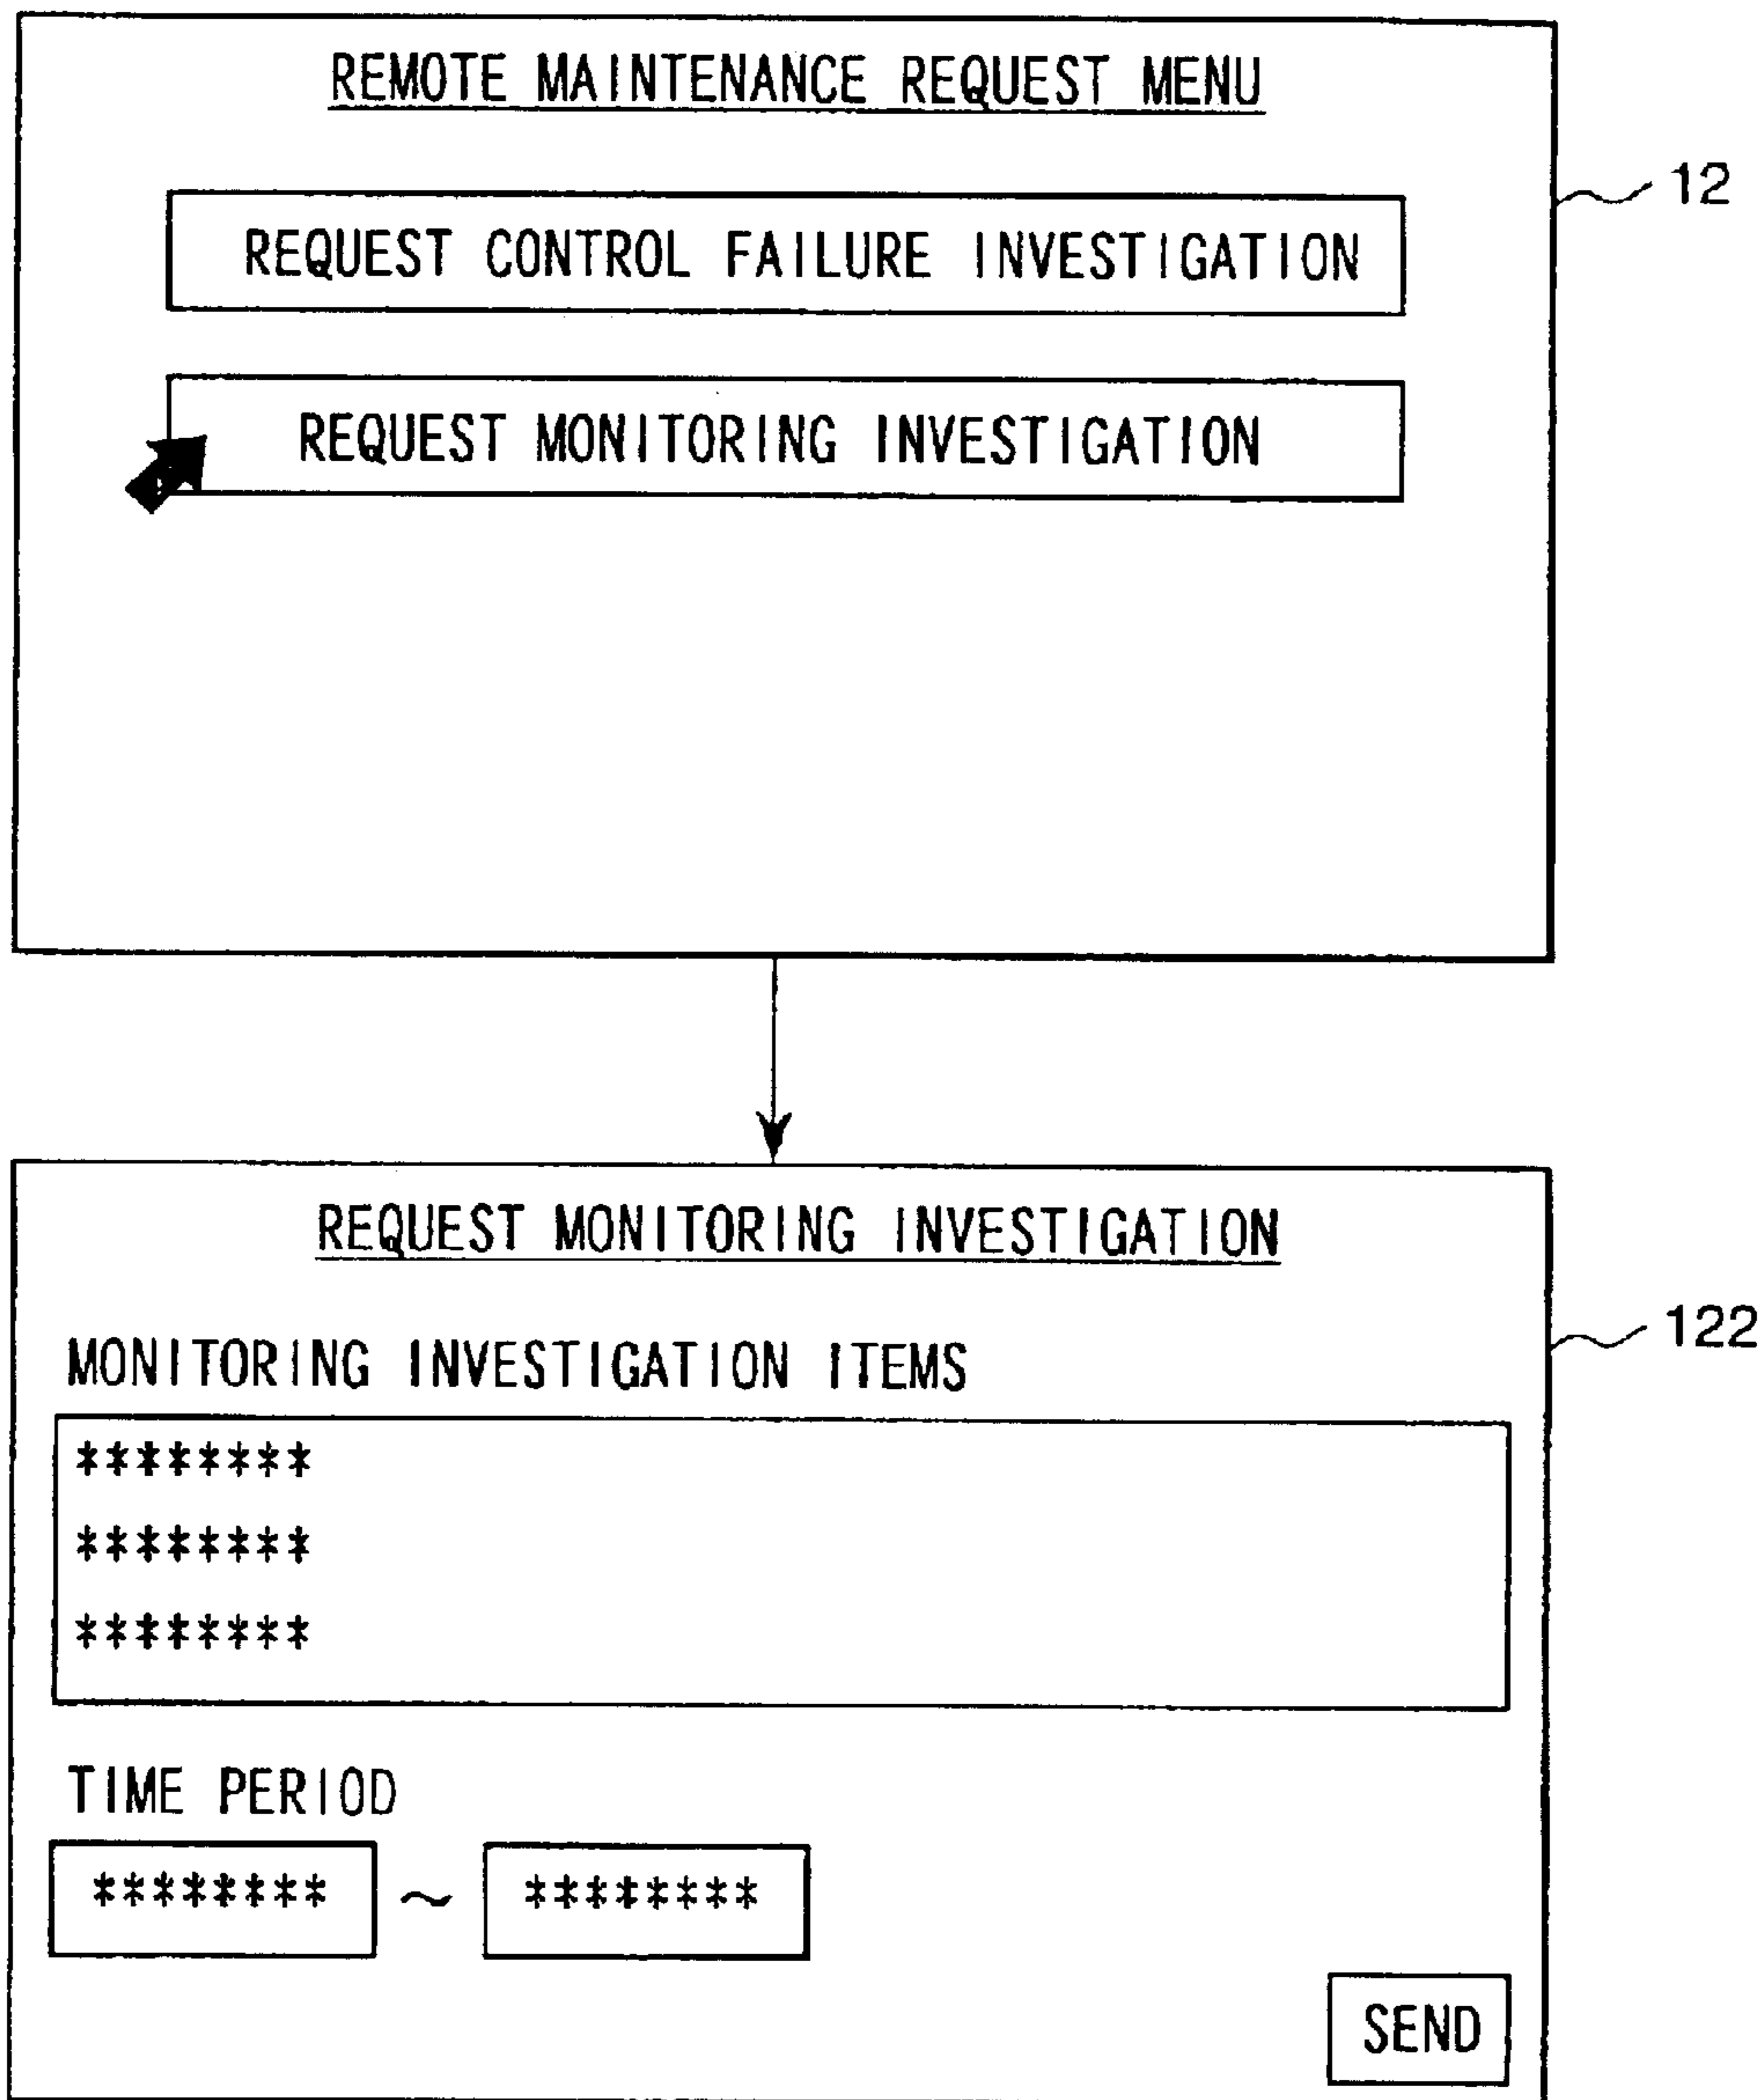 REMOTE MAINTENANCE REQUEST MENU
12
REQUEST CONTROL FAILURE INVESTIGATION
REQUEST MONITORING INVESTIGATION
REQUEST MONITORING INVESTIGATION
122
MONITORING INVESTIGATION ITEMS
********
********
********
TIME PERIOD
******** ~ ********
SEND